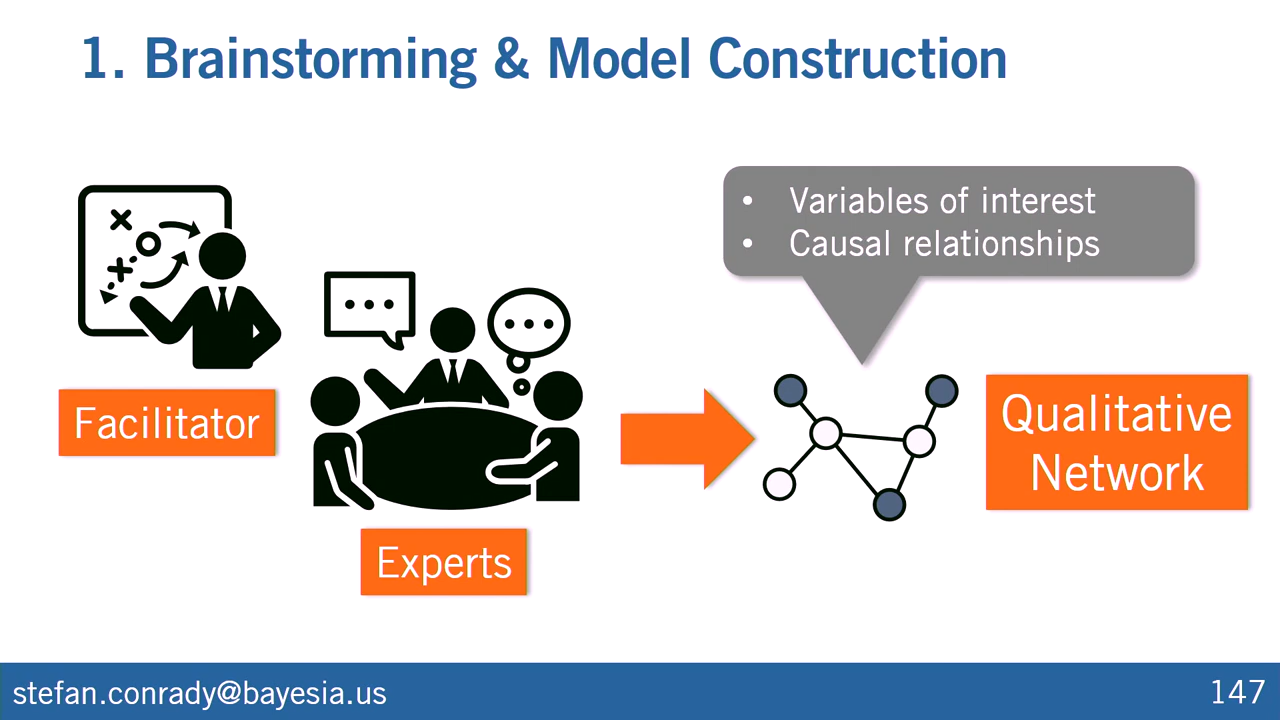 1. Brainstorming & Model Construction
• Variables of interest
• Causal relationships
Facilitator
Experts
Qualitative
Network
stefan.conrady@bayesia.us
147